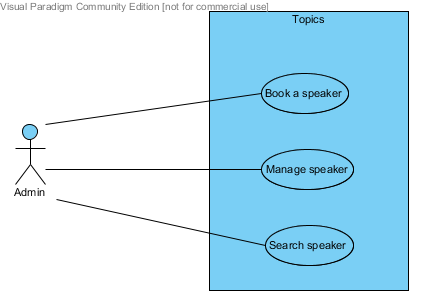 Visual Paradigm Community Edition [not for commercial use]
Topics
Book a speaker
Manage speaker
Admin
Search speaker